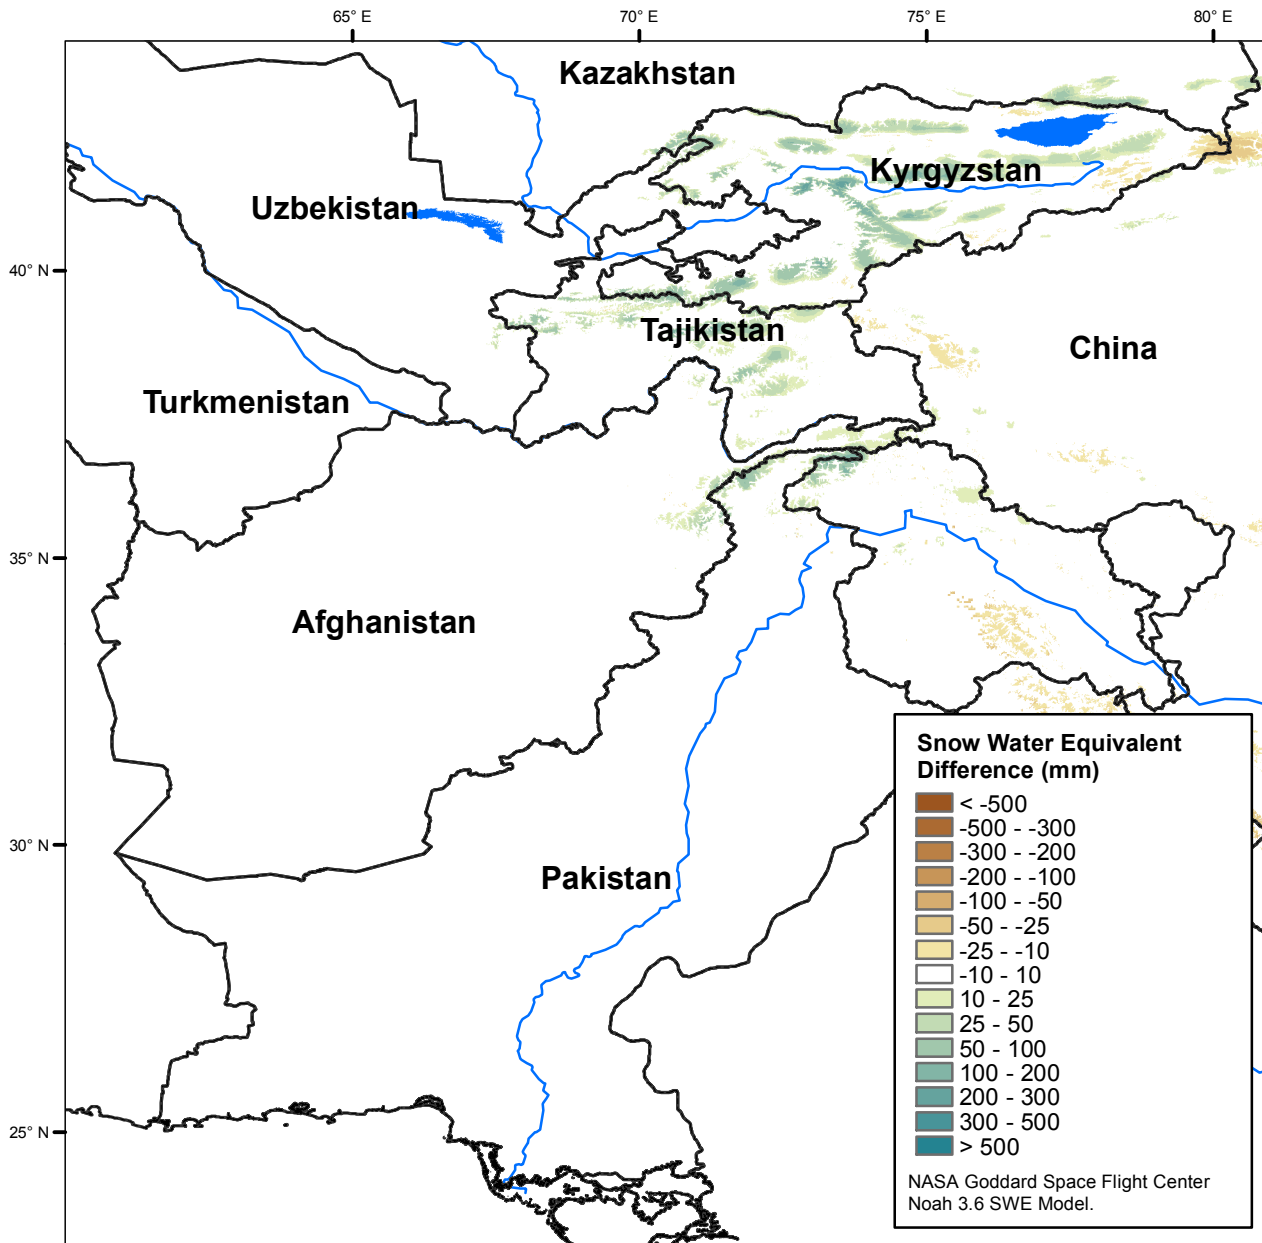 65° E
70° E
75° E
80° E
Kazakhstan
Kyrgyzstan
Uzbekistan
40° N
Tajikistan
China
Turkmenistan
35° N
Afghanistan
Snow Water Equivalent
Difference (mm)
< -500
-500 - -300
-300 - -200
-200 - -100
-100 - -50
-50 - -25
-25 - -10
-10 - 10
10 - 25
25 - 50
50 - 100
100 - 200
200 - 300
300 - 500
> 500
NASA Goddard Space Flight Center
Noah 3.6 SWE Model.
30° N
Pakistan
25° N